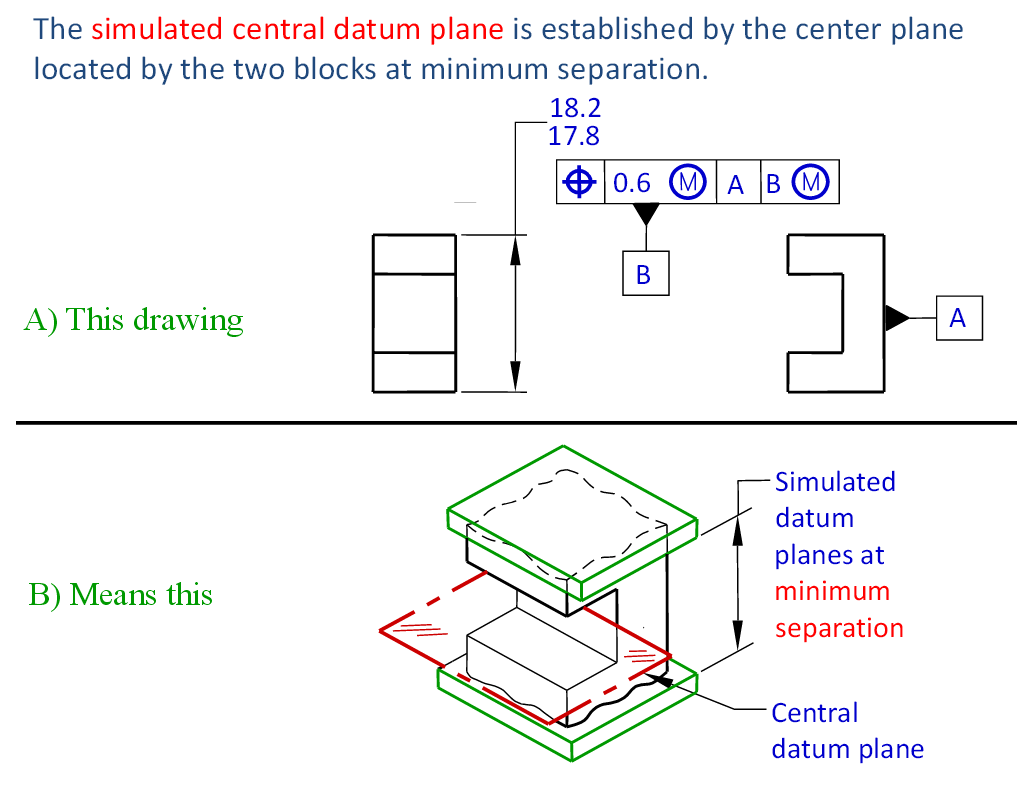 The simulated central datum plane is established by the center plane
located by the two blocks at minimum separation.
18.2
17.8
⌖ 0.6 Ⓜ A B Ⓜ
B
A
A) This drawing
B) Means this
Simulated
datum
planes at
minimum
separation
Central
datum plane